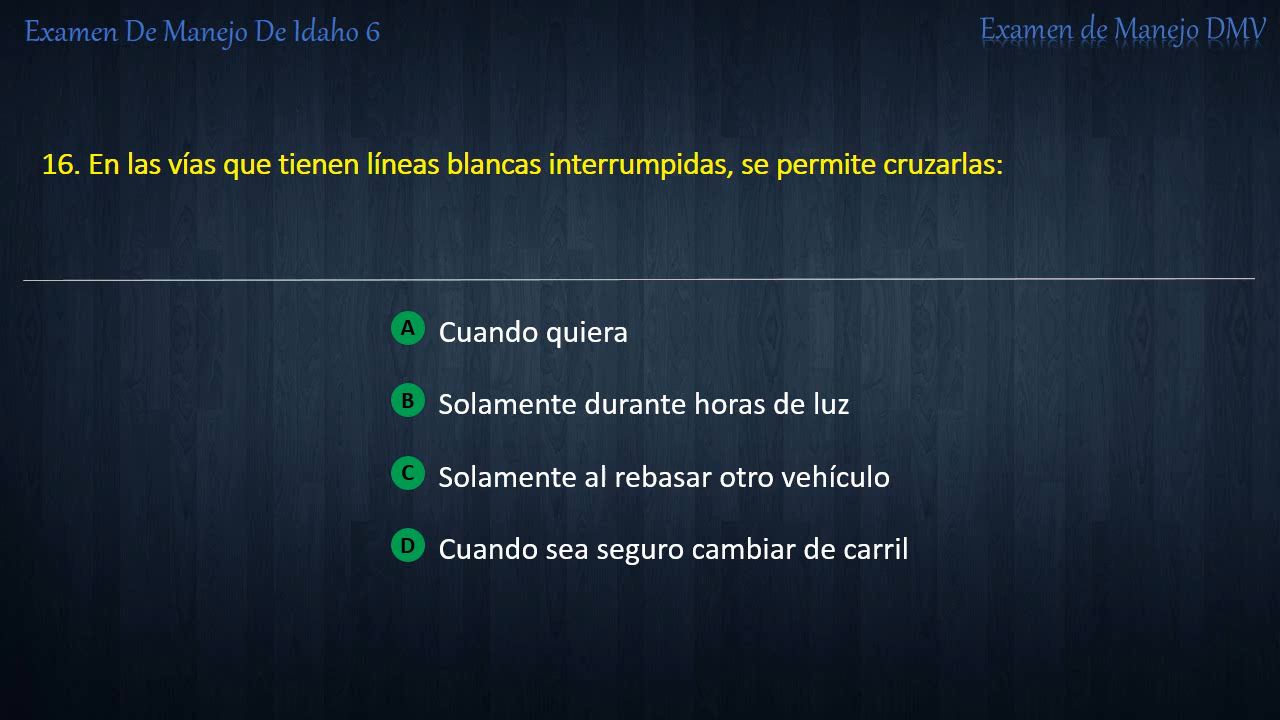 Examen De Manejo De Idaho 6
Examen de Manejo DMV
16. En las vías que tienen líneas blancas interrumpidas, se permite cruzarlas:
A Cuando quiera
B Solamente durante horas de luz
C Solamente al rebasar otro vehículo
D Cuando sea seguro cambiar de carril